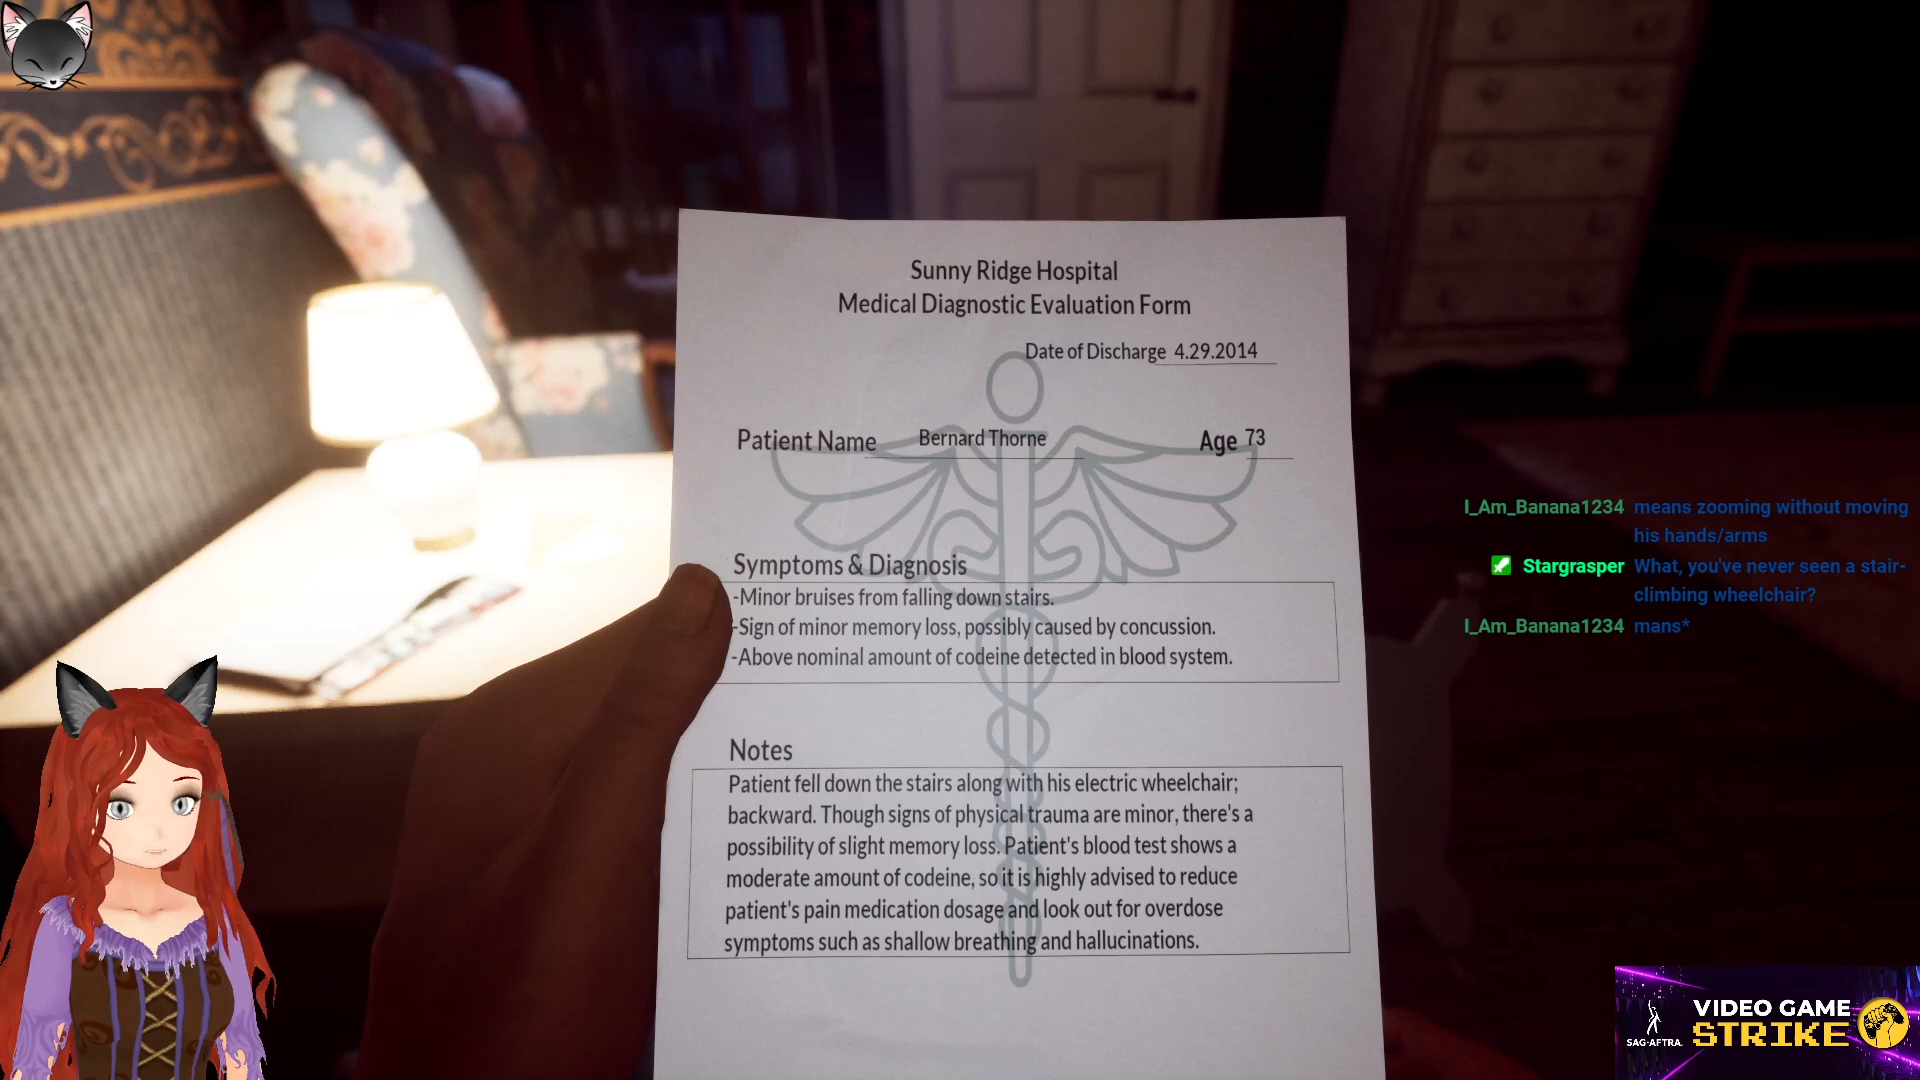 Sunny Ridge Hospital
Medical Diagnostic Evaluation Form
Date of Discharge 4.29.2014
Patient Name Bernard Thorne Age 73
Symptoms & Diagnosis
-Minor bruises from falling down stairs.
-Sign of minor memory loss, possibly caused by concussion.
-Above nominal amount of codeine detected in blood system.
Notes
Patient fell down the stairs along with his electric wheelchair;
backward. Though signs of physical trauma are minor, there's a
possibility of slight memory loss. Patient's blood test shows a
moderate amount of codeine, so it is highly advised to reduce
patient's pain medication dosage and look out for overdose
symptoms such as shallow breathing and hallucinations.
I_Am_Banana1234 means zooming without moving
his hands/arms
Stargrasper What, you've never seen a stair-
climbing wheelchair?
I_Am_Banana1234 mans*
VIDEO GAME
STRIKE
SAG-AFTRA.